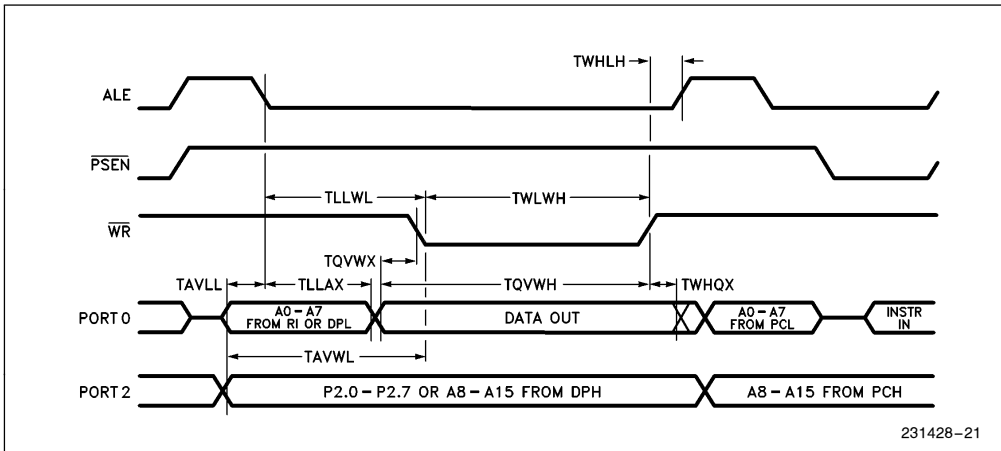 TWHLH
ALE
PSEN
TLLWL
TWLWH
WR
TQVWX
TAVLL
TLLAX
TQVWH
TWHQX
PORT 0
A0–A7
FROM RI OR DPL
DATA OUT
A0–A7
FROM PCL
INSTR
IN
TAVWL
PORT 2
P2.0–P2.7 OR A8–A15 FROM DPH
A8–A15 FROM PCH
231428–21